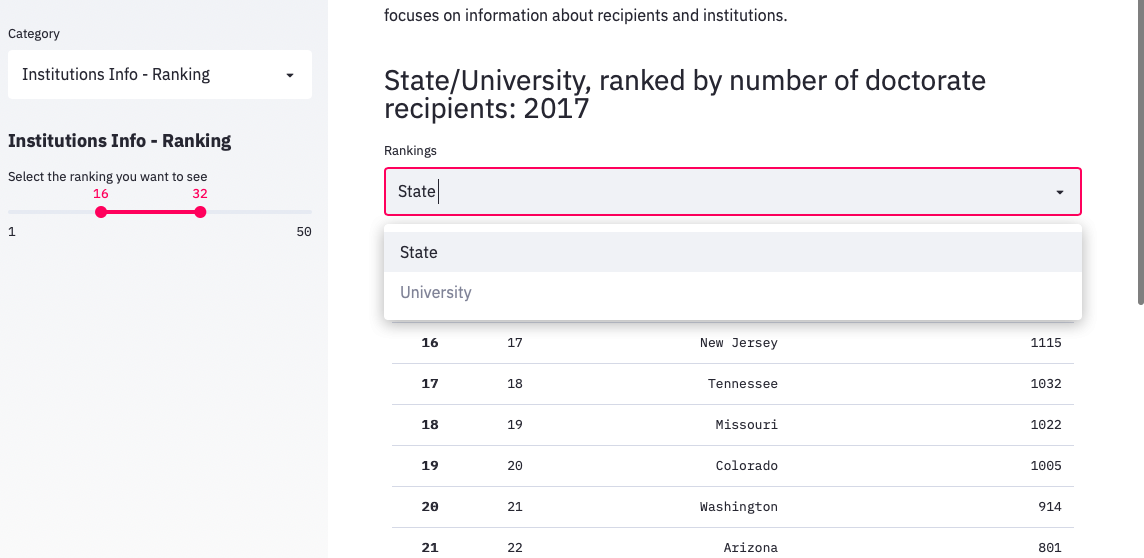 Category
Institutions Info - Ranking
Institutions Info - Ranking
Select the ranking you want to see
16 32
1 50
focuses on information about recipients and institutions.
State/University, ranked by number of doctorate
recipients: 2017
Rankings
State
State
University
16 17 New Jersey 1115
17 18 Tennessee 1032
18 19 Missouri 1022
19 20 Colorado 1005
20 21 Washington 914
21 22 Arizona 801